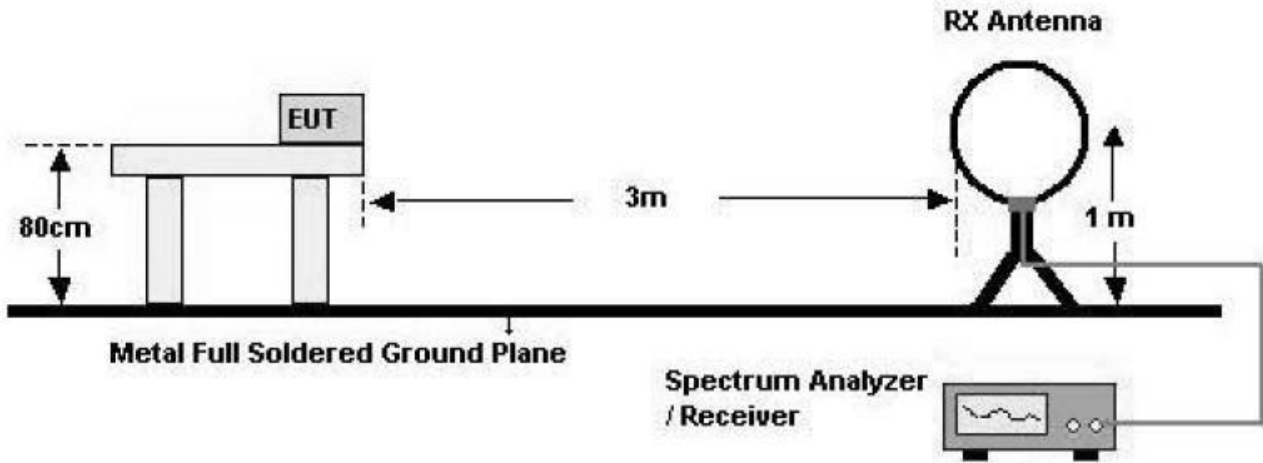 RX Antenna
EUT
80cm
3m
1 m
Metal Full Soldered Ground Plane
Spectrum Analyzer
/ Receiver